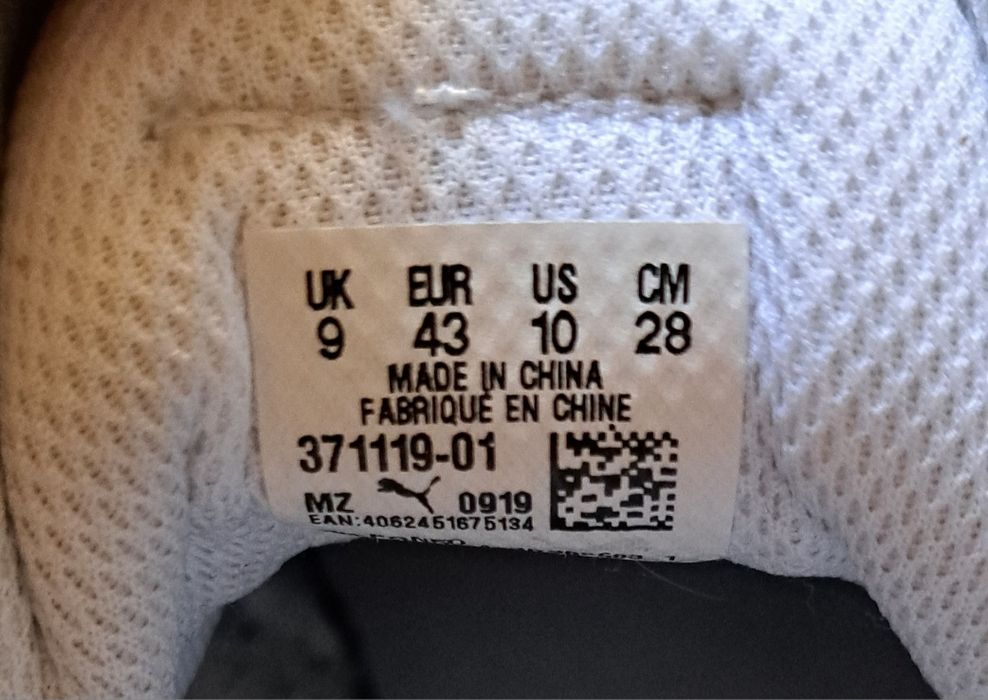 UK EUR US CM
9 43 10 28
MADE IN CHINA
FABRIQUÉ EN CHINE
371119-01
MZ 0919
EAN:4062451675134